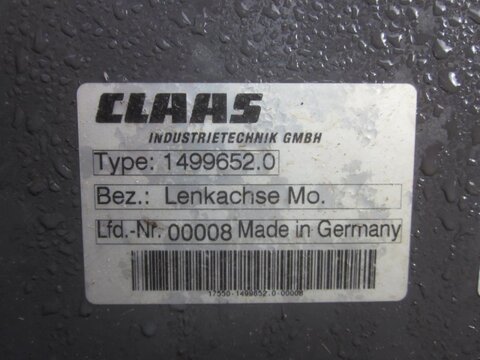 CLAAS
INDUSTRIETECHNIK GMBH
Type: 1499652.0
Bez.: Lenkachse Mo.
Lfd.-Nr. 00008 Made in Germany
17550-1499652.0-00008